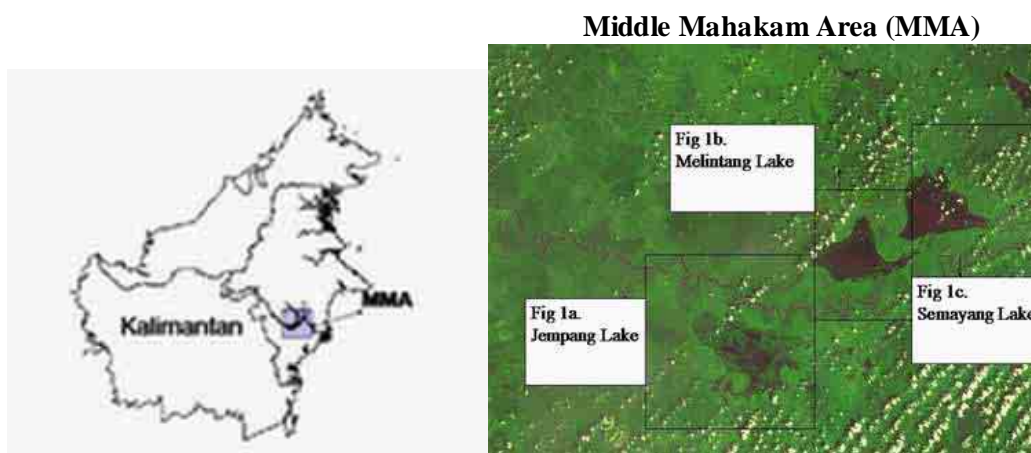 Middle Mahakam Area (MMA)
Kalimantan
MMA
Fig 1b.
Melintang Lake
Fig 1a.
Jempang Lake
Fig 1c.
Semayang Lake